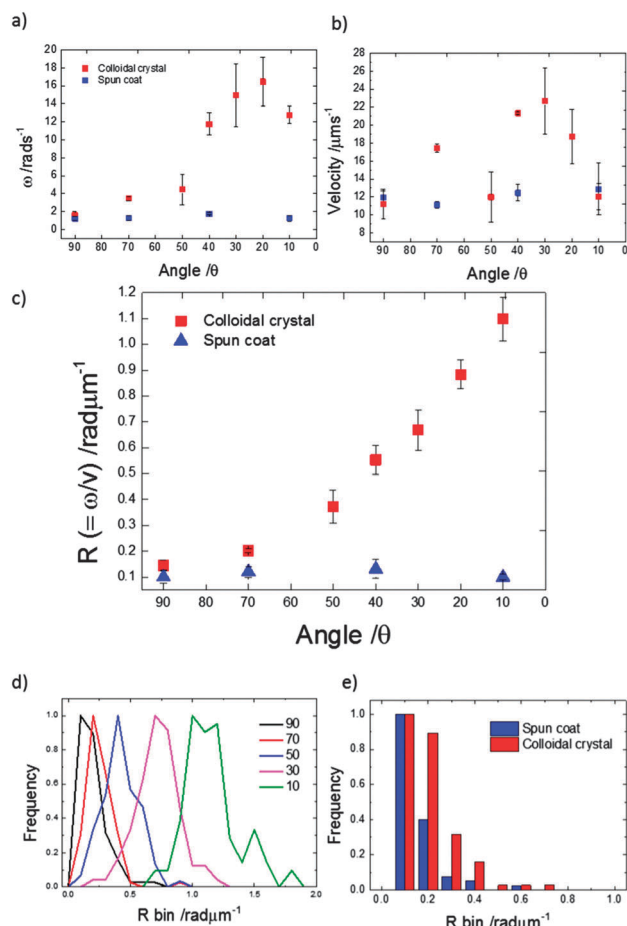 a)
Colloidal crystal
Spun coat
ω /rads⁻¹
20
18
16
14
12
10
8
6
4
2
0
90 80 70 60 50 40 30 20 10 0
Angle /θ
b)
Velocity /μms⁻¹
28
26
24
22
20
18
16
14
12
10
8
90 80 70 60 50 40 30 20 10 0
Angle /θ
c)
Colloidal crystal
Spun coat
R (= ω/v) /radμm⁻¹
1.2
1.1
1.0
0.9
0.8
0.7
0.6
0.5
0.4
0.3
0.2
0.1
90 80 70 60 50 40 30 20 10 0
Angle /θ
d)
90
70
50
30
10
Frequency
1.0
0.8
0.6
0.4
0.2
0.0
0.0 0.5 1.0 1.5 2.0
R bin /radμm⁻¹
e)
Spun coat
Colloidal crystal
Frequency
1.0
0.8
0.6
0.4
0.2
0.0
0.0 0.2 0.4 0.6 0.8 1.0
R bin /radμm⁻¹